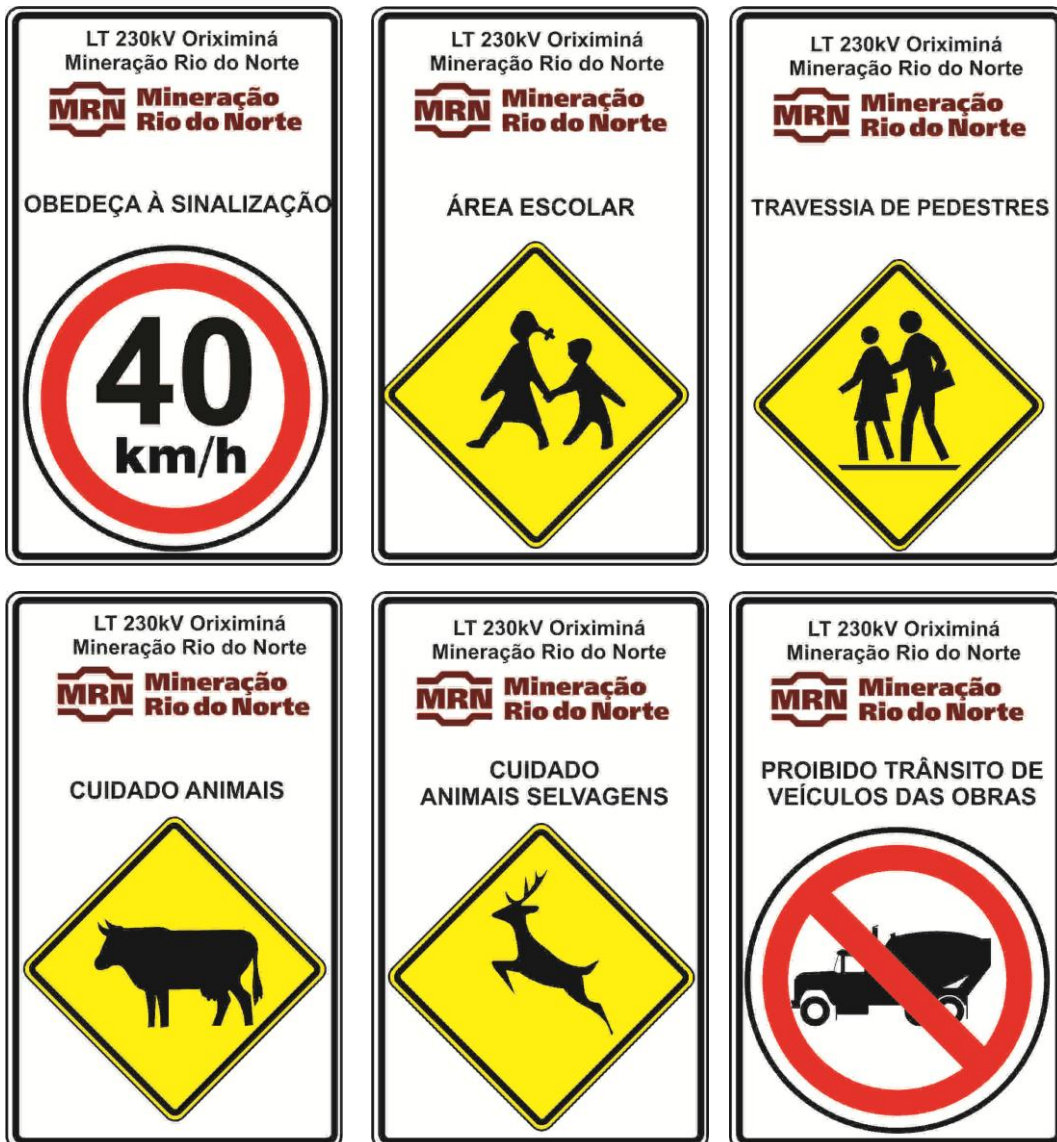 LT 230kV Oriximiná
Mineração Rio do Norte
MRN Mineração
Rio do Norte
OBEDEÇA À SINALIZAÇÃO
40
km/h
LT 230kV Oriximiná
Mineração Rio do Norte
MRN Mineração
Rio do Norte
ÁREA ESCOLAR
LT 230kV Oriximiná
Mineração Rio do Norte
MRN Mineração
Rio do Norte
TRAVESSIA DE PEDESTRES
LT 230kV Oriximiná
Mineração Rio do Norte
MRN Mineração
Rio do Norte
CUIDADO ANIMAIS
LT 230kV Oriximiná
Mineração Rio do Norte
MRN Mineração
Rio do Norte
CUIDADO
ANIMAIS SELVAGENS
LT 230kV Oriximiná
Mineração Rio do Norte
MRN Mineração
Rio do Norte
PROIBIDO TRÂNSITO DE
VEÍCULOS DAS OBRAS